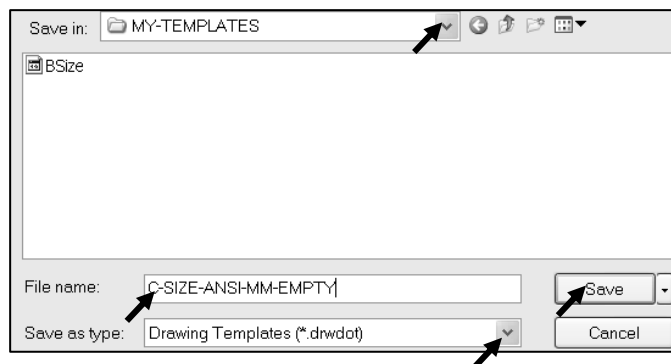 Save in: MY-TEMPLATES
BSize
File name: C-SIZE-ANSI-MM-EMPTY Save
Save as type: Drawing Templates (*.drwdot) Cancel